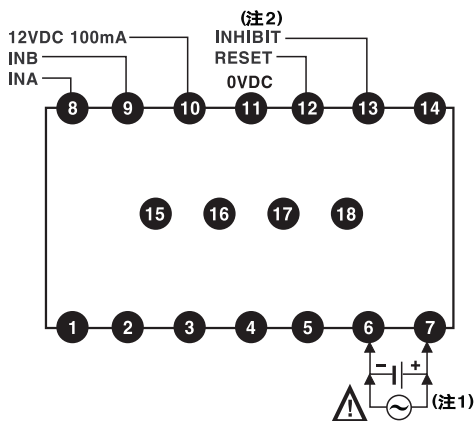 (注2)
12VDC 100mA INHIBIT
INB RESET
INA 0VDC
8 9 10 11 12 13 14
15 16 17 18
1 2 3 4 5 6 7
- +
(注1)